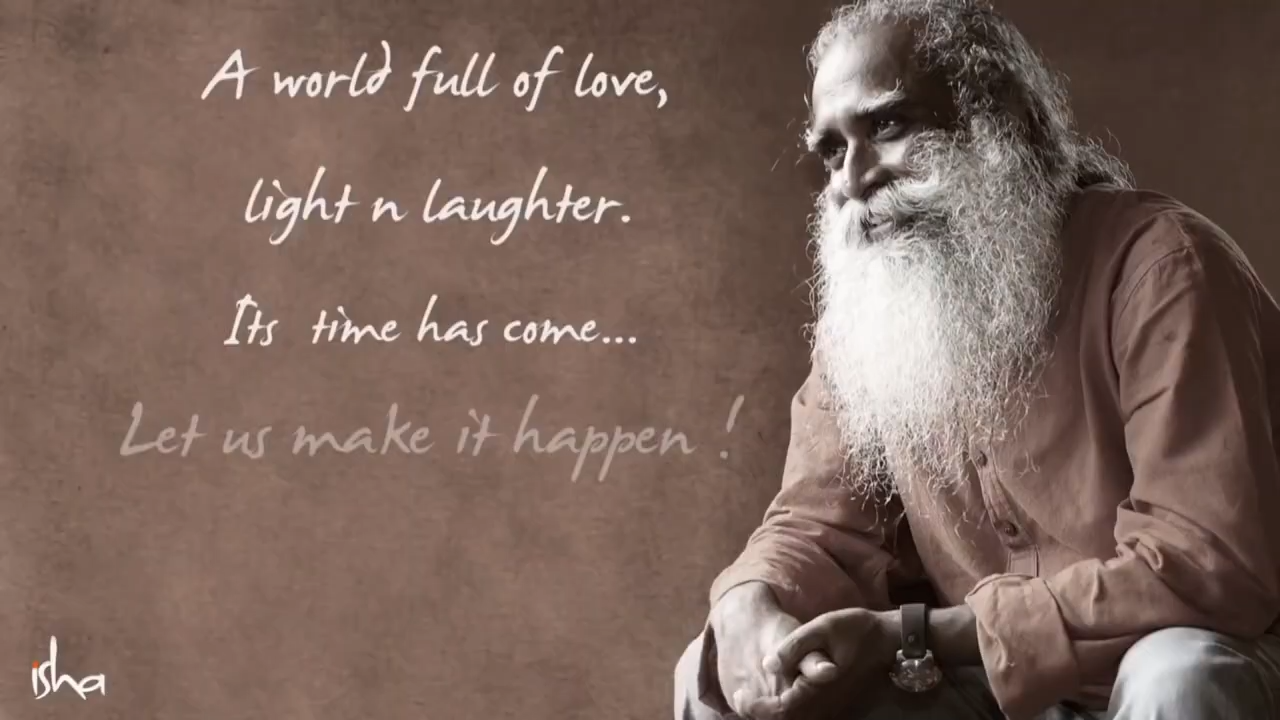 A world full of love,
light n laughter.
Its time has come...
Let us make it happen !
isha